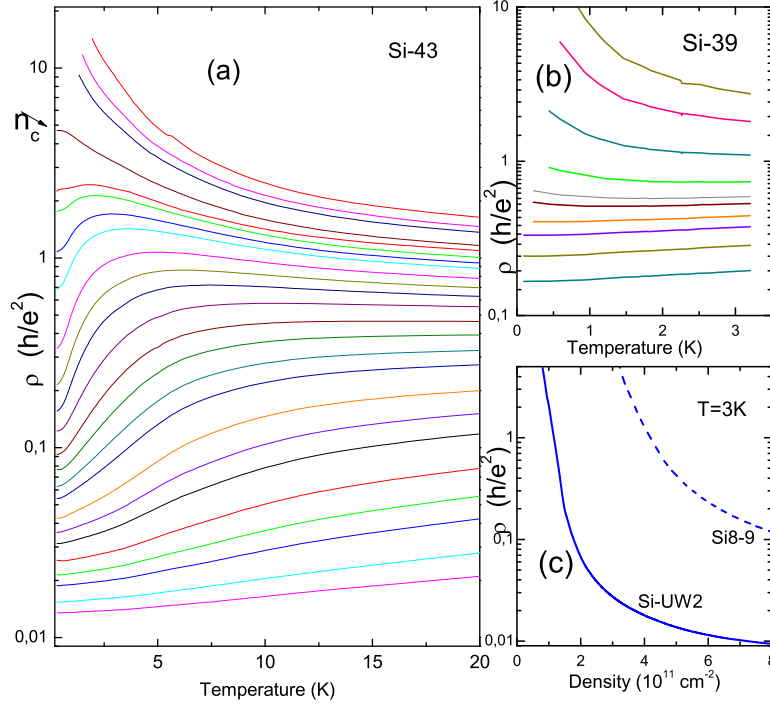 Si-43
(a)
10
n_c
1
0,1
0,01
ρ (h/e²)
5
10
15
20
Temperature (K)
Si-39
(b)
10
1
0,1
ρ (h/e²)
0
1
2
3
Temperature (K)
T=3K
1
0,1
0,01
ρ (h/e²)
Si8-9
(c)
Si-UW2
0
2
4
6
8
Density (10¹¹ cm⁻²)